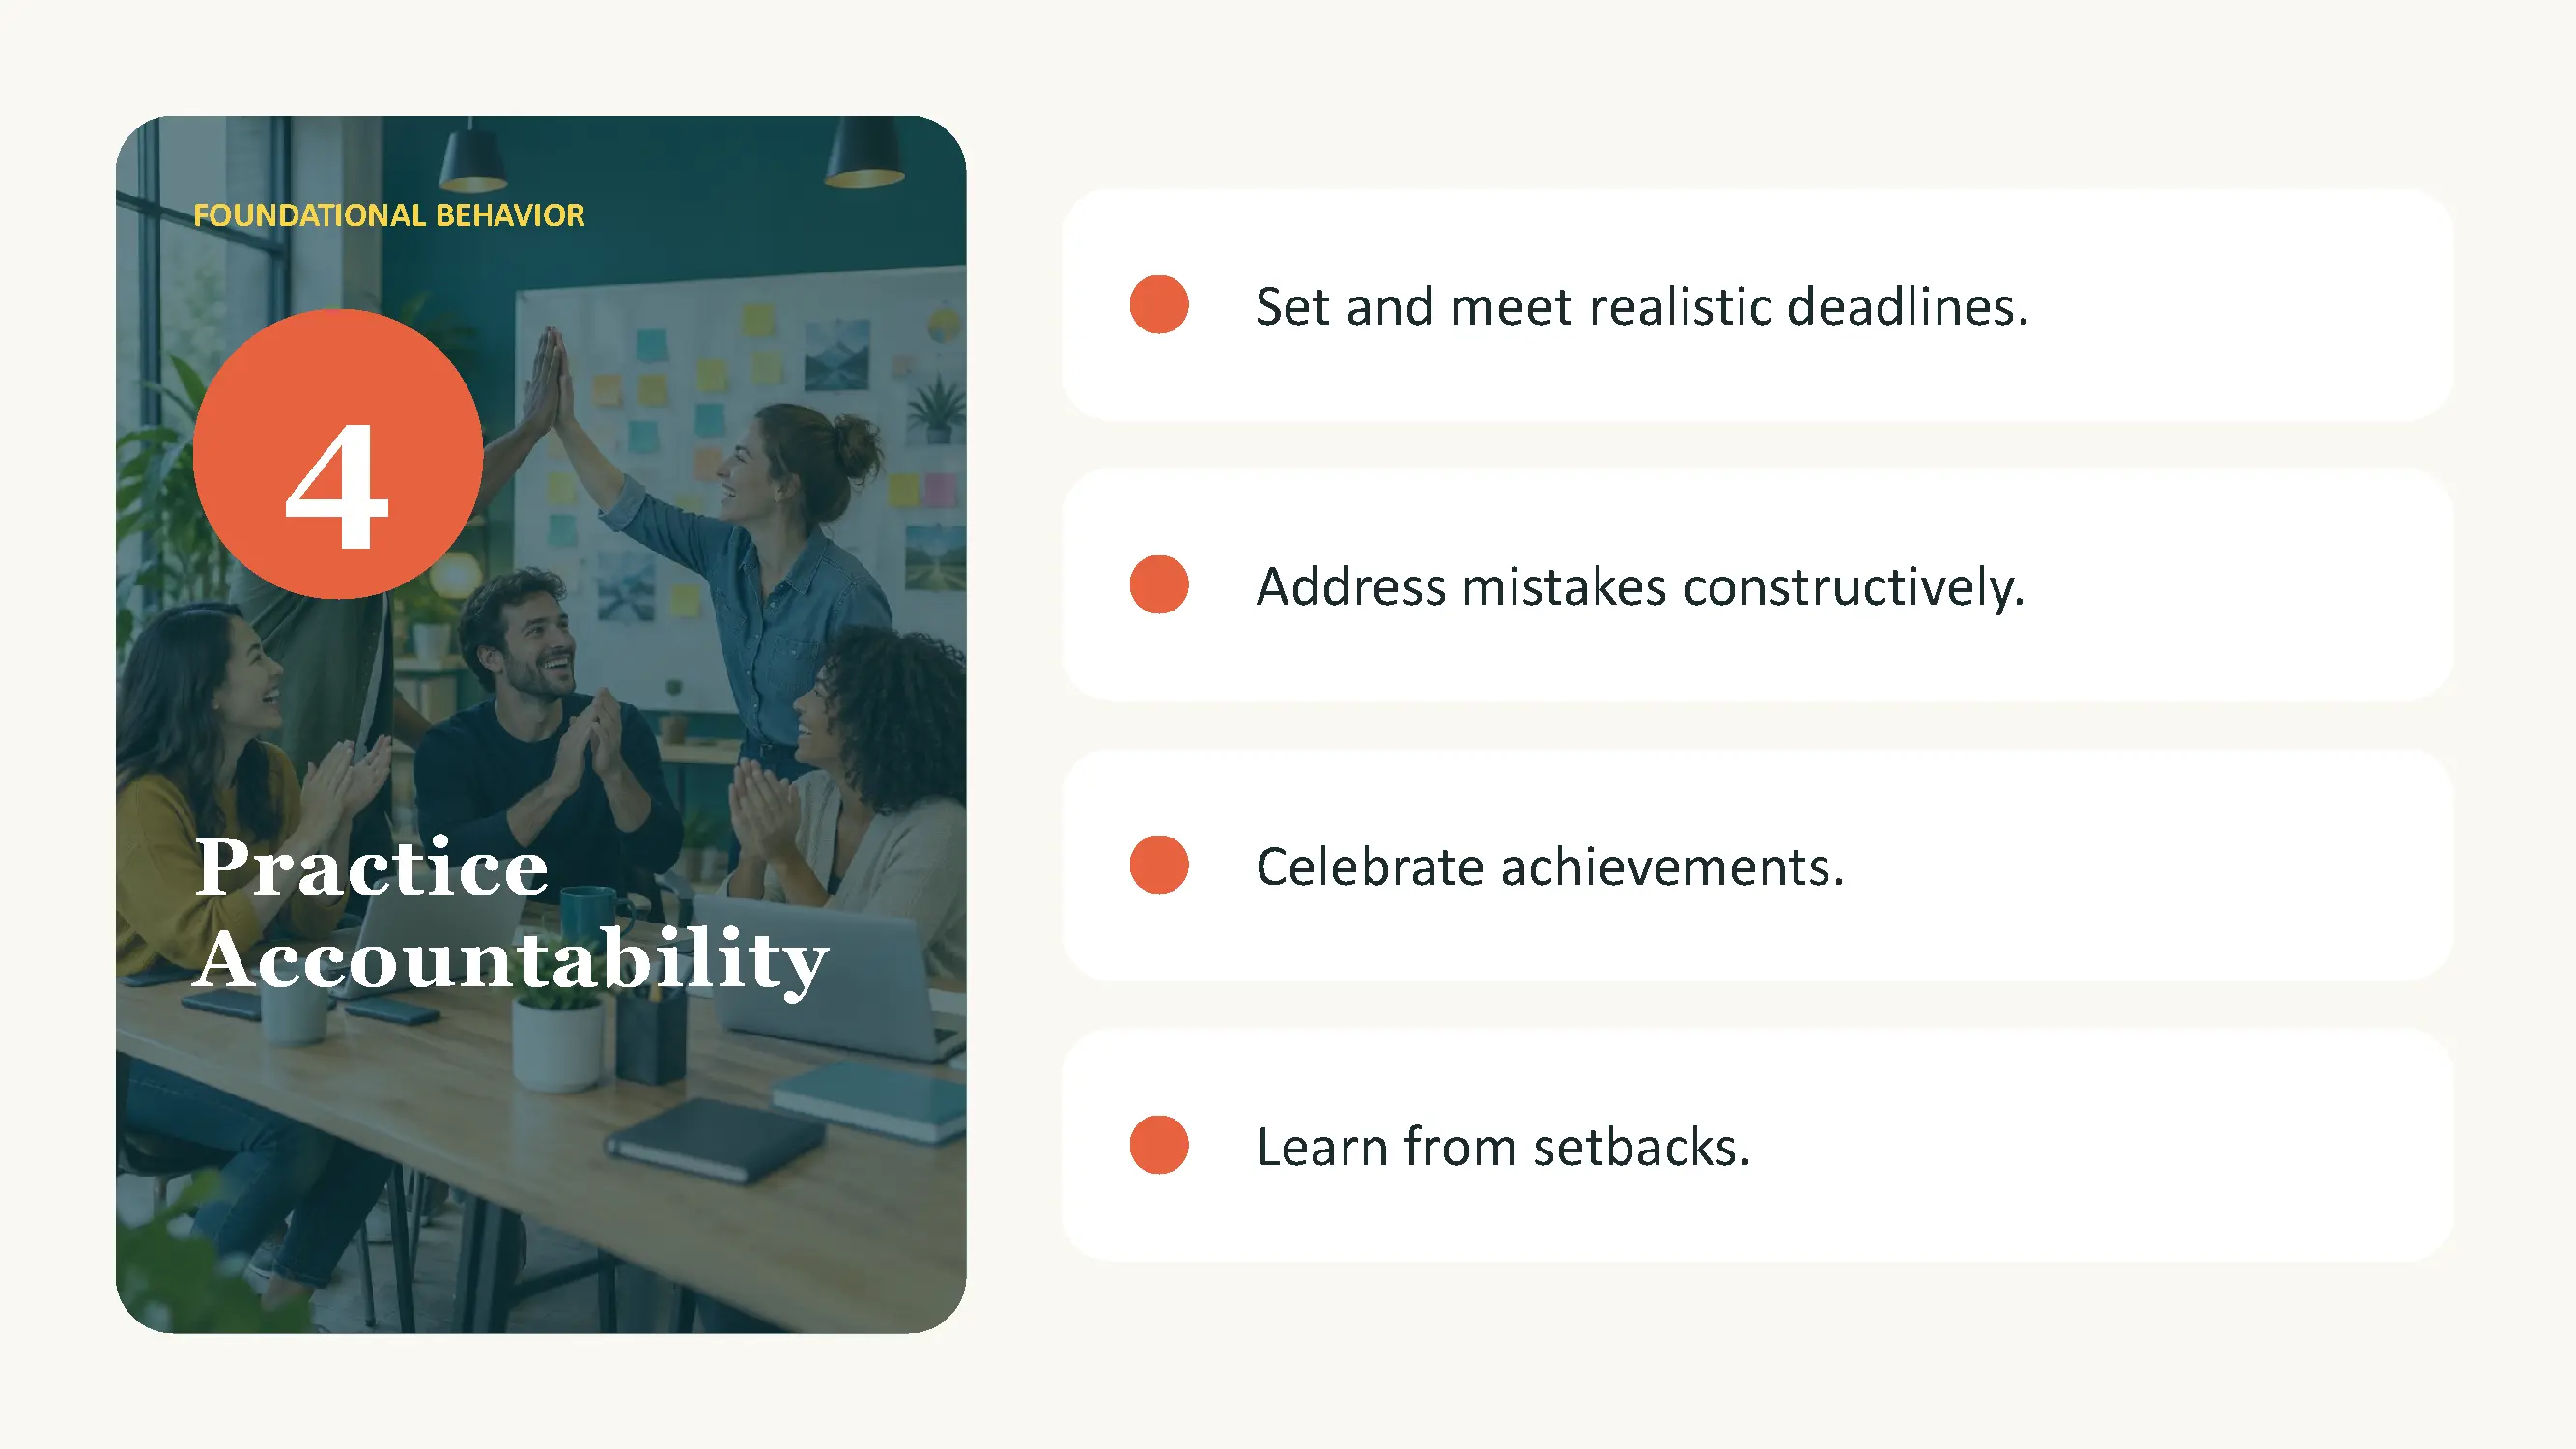 FOUNDATIONAL BEHAVIOR
4
Practice
Accountability
Set and meet realistic deadlines.
Address mistakes constructively.
Celebrate achievements.
Learn from setbacks.